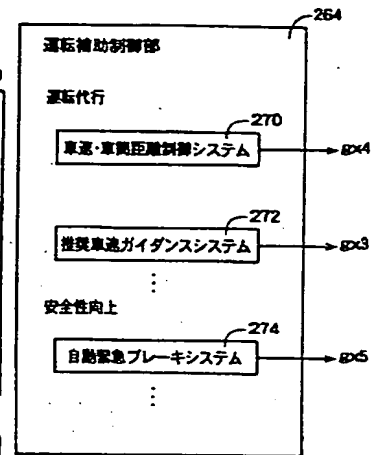 264
運転補助制御部
運転代行
270
車速・車間距離制御システム
gx4
272
推奨車速ガイダンスシステム
gx3
安全性向上
274
自動緊急ブレーキシステム
gx5